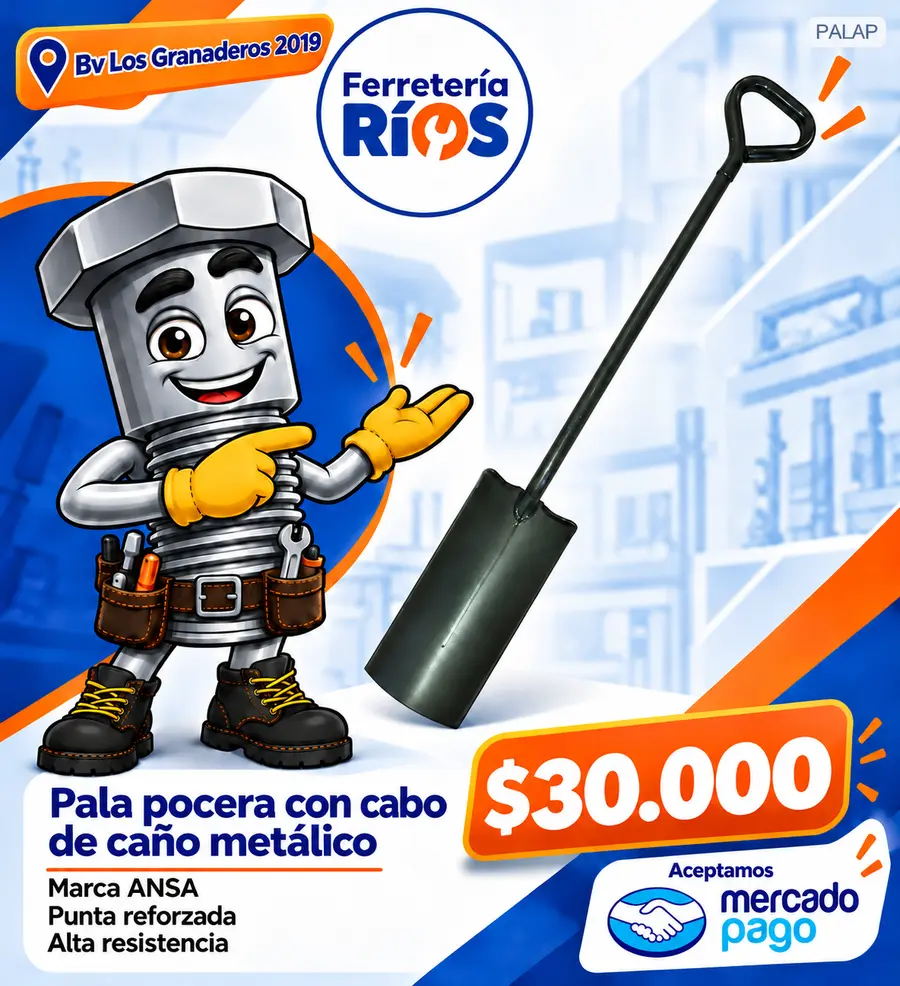 Bv Los Granaderos 2019
Ferretería
RÍOS
PALAP
Pala pocera con cabo
de caño metálico
Marca ANSA
Punta reforzada
Alta resistencia
$30.000
Aceptamos
mercado
pago